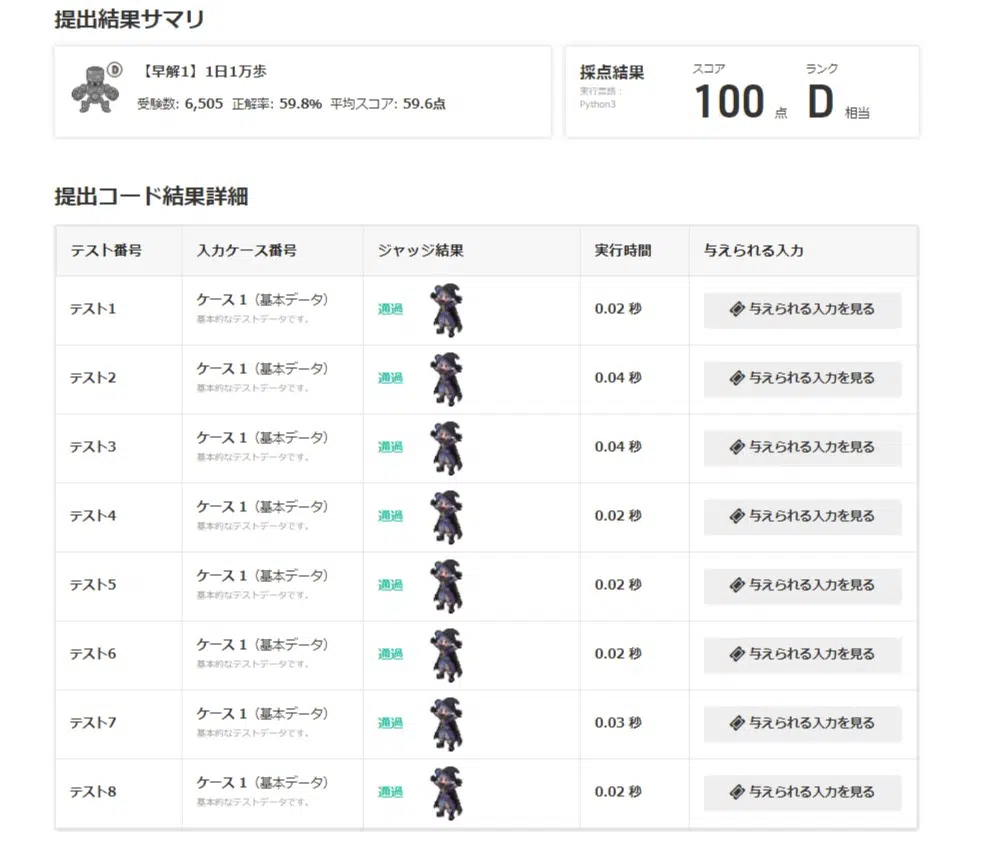 提出結果サマリ
D
【早解1】1日1万歩
受験数: 6,505 正解率: 59.8% 平均スコア: 59.6点
採点結果
実行言語：
Python3
スコア
100 点
ランク
D 相当
提出コード結果詳細
テスト番号 入力ケース番号 ジャッジ結果 実行時間 与えられる入力
テスト1 ケース 1（基本データ） 通過 0.02 秒 与えられる入力を見る
基本的なテストデータです。
テスト2 ケース 1（基本データ） 通過 0.04 秒 与えられる入力を見る
基本的なテストデータです。
テスト3 ケース 1（基本データ） 通過 0.04 秒 与えられる入力を見る
基本的なテストデータです。
テスト4 ケース 1（基本データ） 通過 0.02 秒 与えられる入力を見る
基本的なテストデータです。
テスト5 ケース 1（基本データ） 通過 0.02 秒 与えられる入力を見る
基本的なテストデータです。
テスト6 ケース 1（基本データ） 通過 0.02 秒 与えられる入力を見る
基本的なテストデータです。
テスト7 ケース 1（基本データ） 通過 0.03 秒 与えられる入力を見る
基本的なテストデータです。
テスト8 ケース 1（基本データ） 通過 0.02 秒 与えられる入力を見る
基本的なテストデータです。